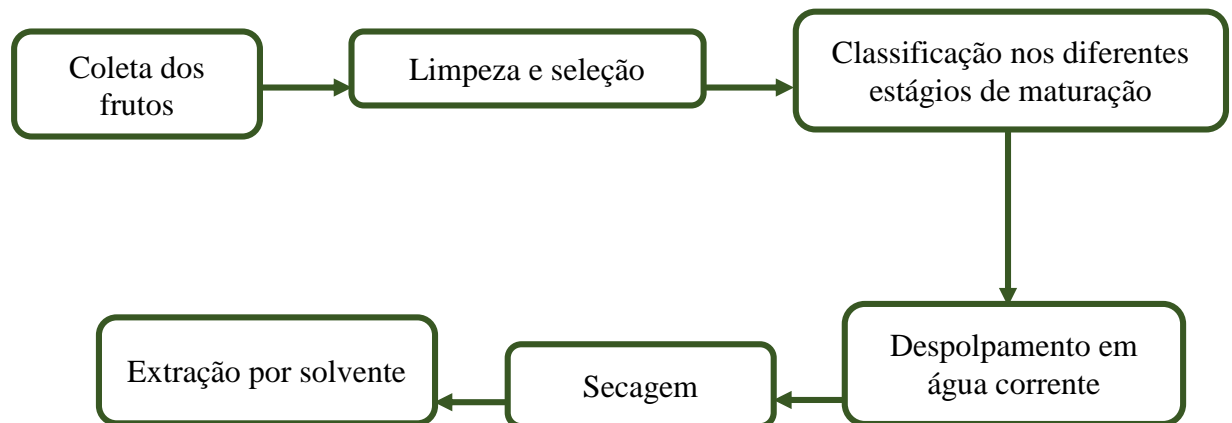 Coleta dos
frutos
Limpeza e seleção
Classificação nos diferentes
estágios de maturação
Despolpamento em
água corrente
Secagem
Extração por solvente